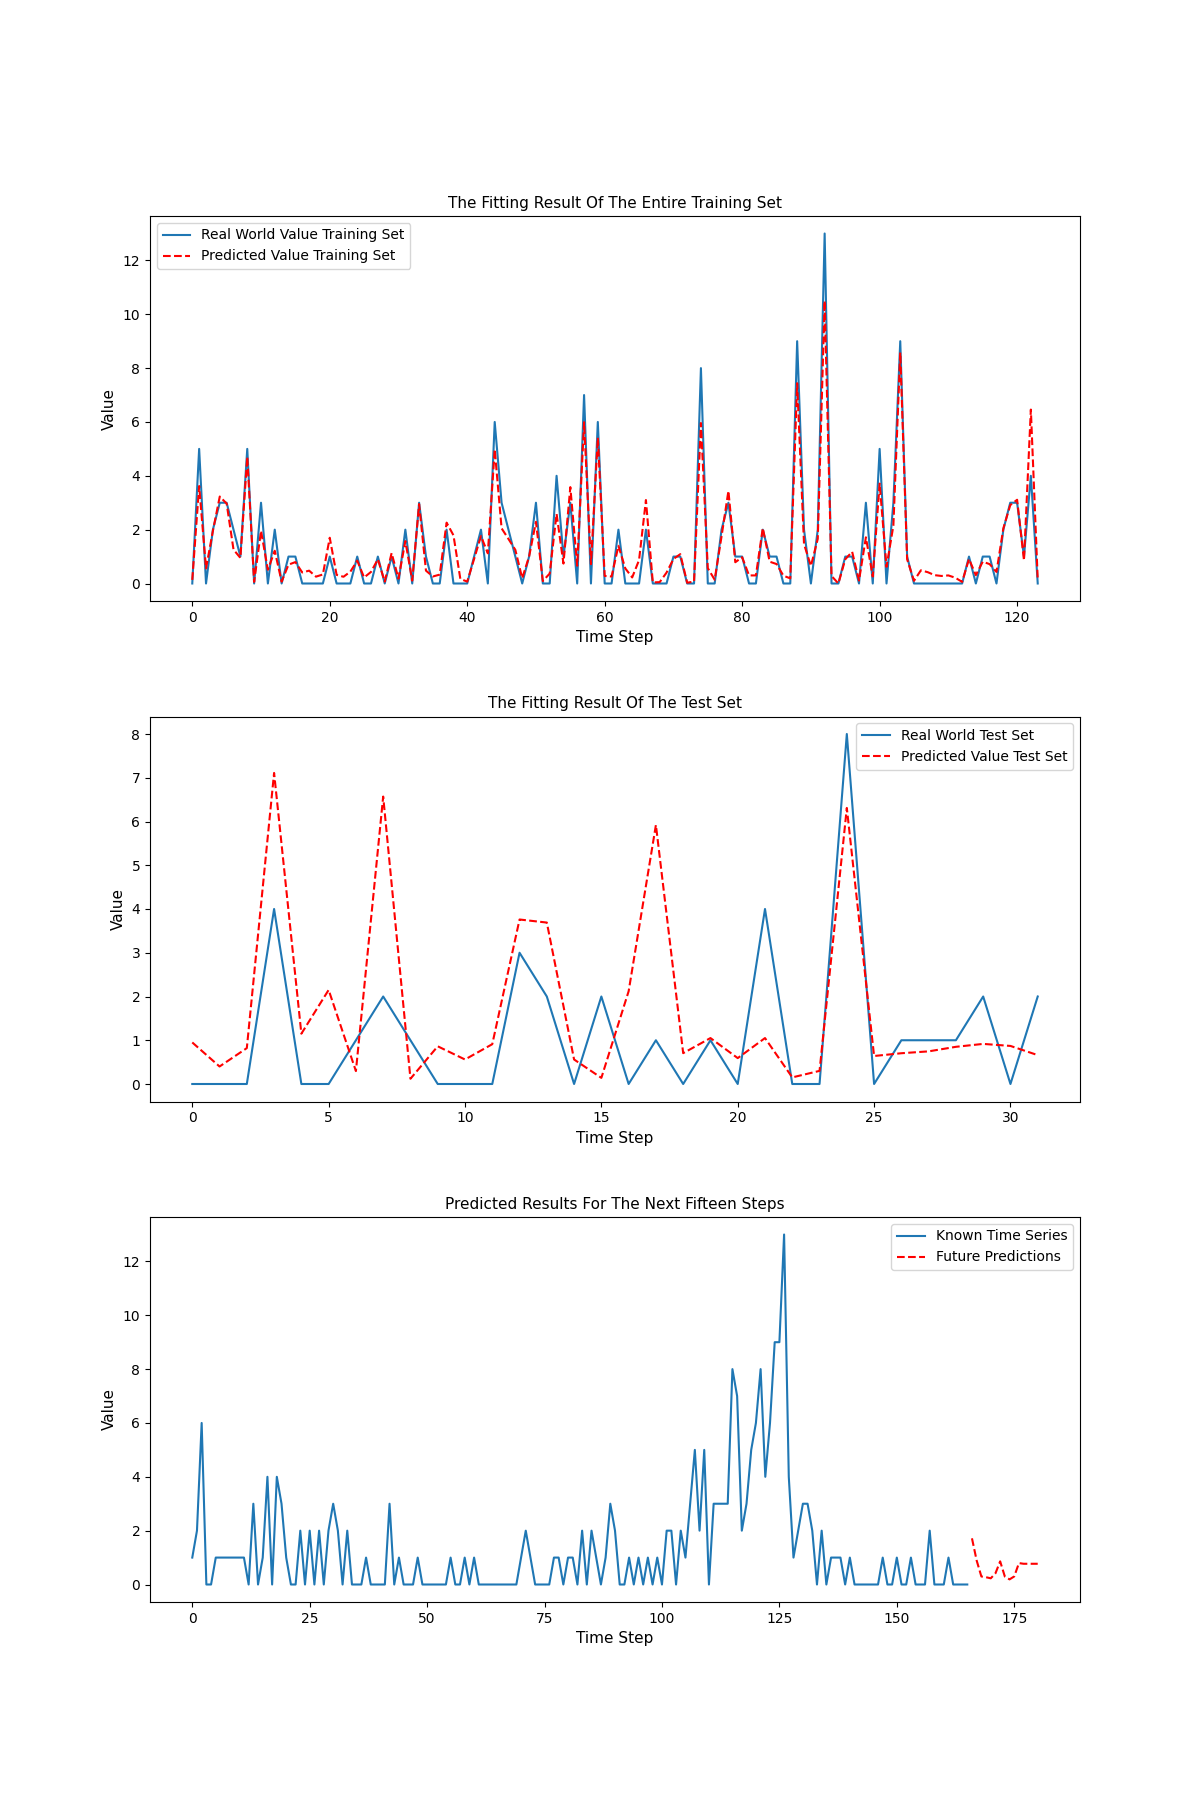 The Fitting Result Of The Entire Training Set
Real World Value Training Set
Predicted Value Training Set
Value
12
10
8
6
4
2
0
0 20 40 60 80 100 120
Time Step
The Fitting Result Of The Test Set
Real World Test Set
Predicted Value Test Set
Value
8
7
6
5
4
3
2
1
0
0 5 10 15 20 25 30
Time Step
Predicted Results For The Next Fifteen Steps
Known Time Series
Future Predictions
Value
12
10
8
6
4
2
0
0 25 50 75 100 125 150 175
Time Step